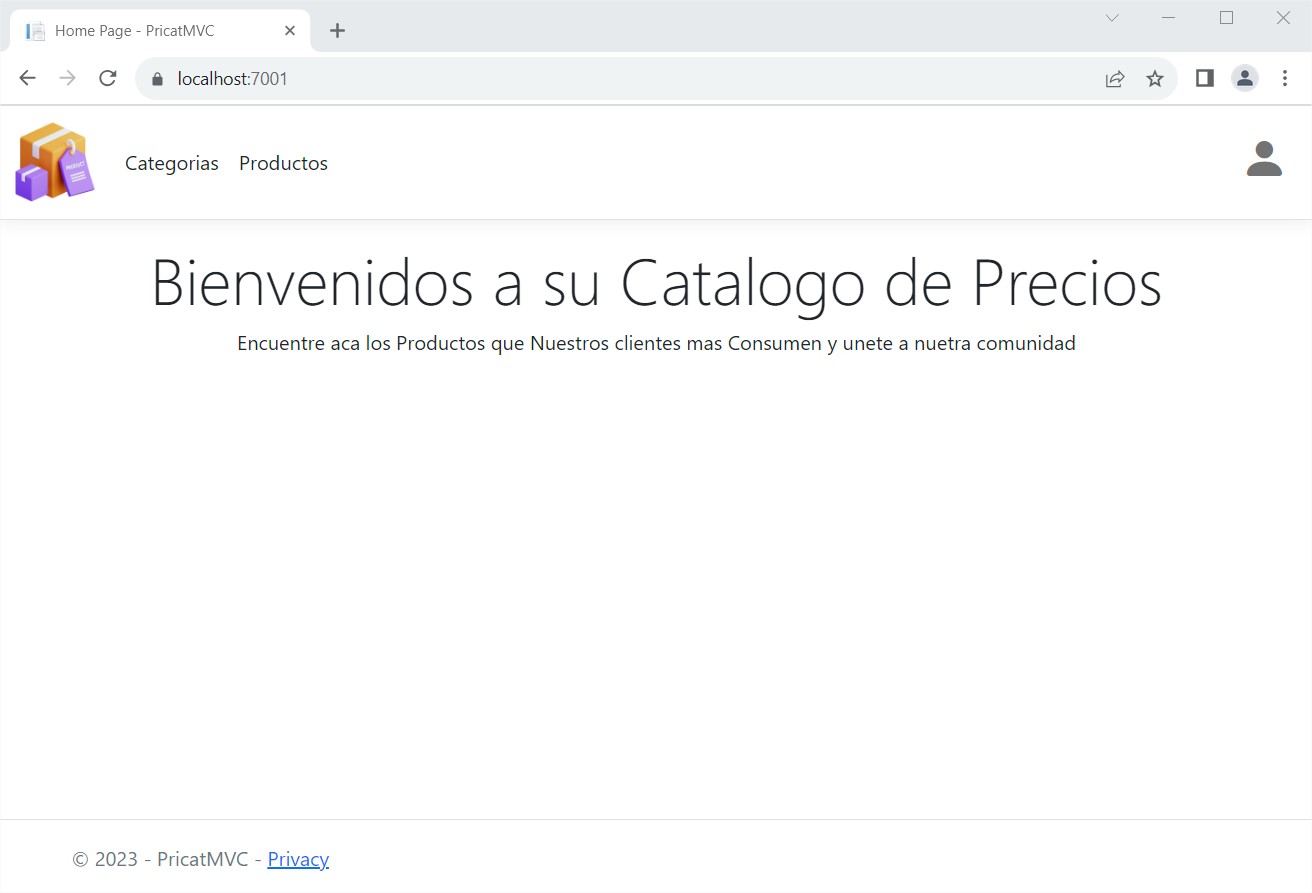 Home Page - PricatMVC
localhost:7001
Categorias Productos
Bienvenidos a su Catalogo de Precios
Encuentre aca los Productos que Nuestros clientes mas Consumen y unete a nuetra comunidad
© 2023 - PricatMVC - Privacy